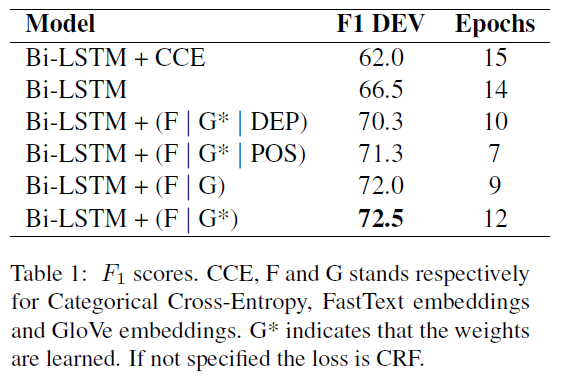 Model F1 DEV Epochs
Bi-LSTM + CCE 62.0 15
Bi-LSTM 66.5 14
Bi-LSTM + (F | G* | DEP) 70.3 10
Bi-LSTM + (F | G* | POS) 71.3 7
Bi-LSTM + (F | G) 72.0 9
Bi-LSTM + (F | G*) 72.5 12
Table 1: F1 scores. CCE, F and G stands respectively
for Categorical Cross-Entropy, FastText embeddings
and GloVe embeddings. G* indicates that the weights
are learned. If not specified the loss is CRF.